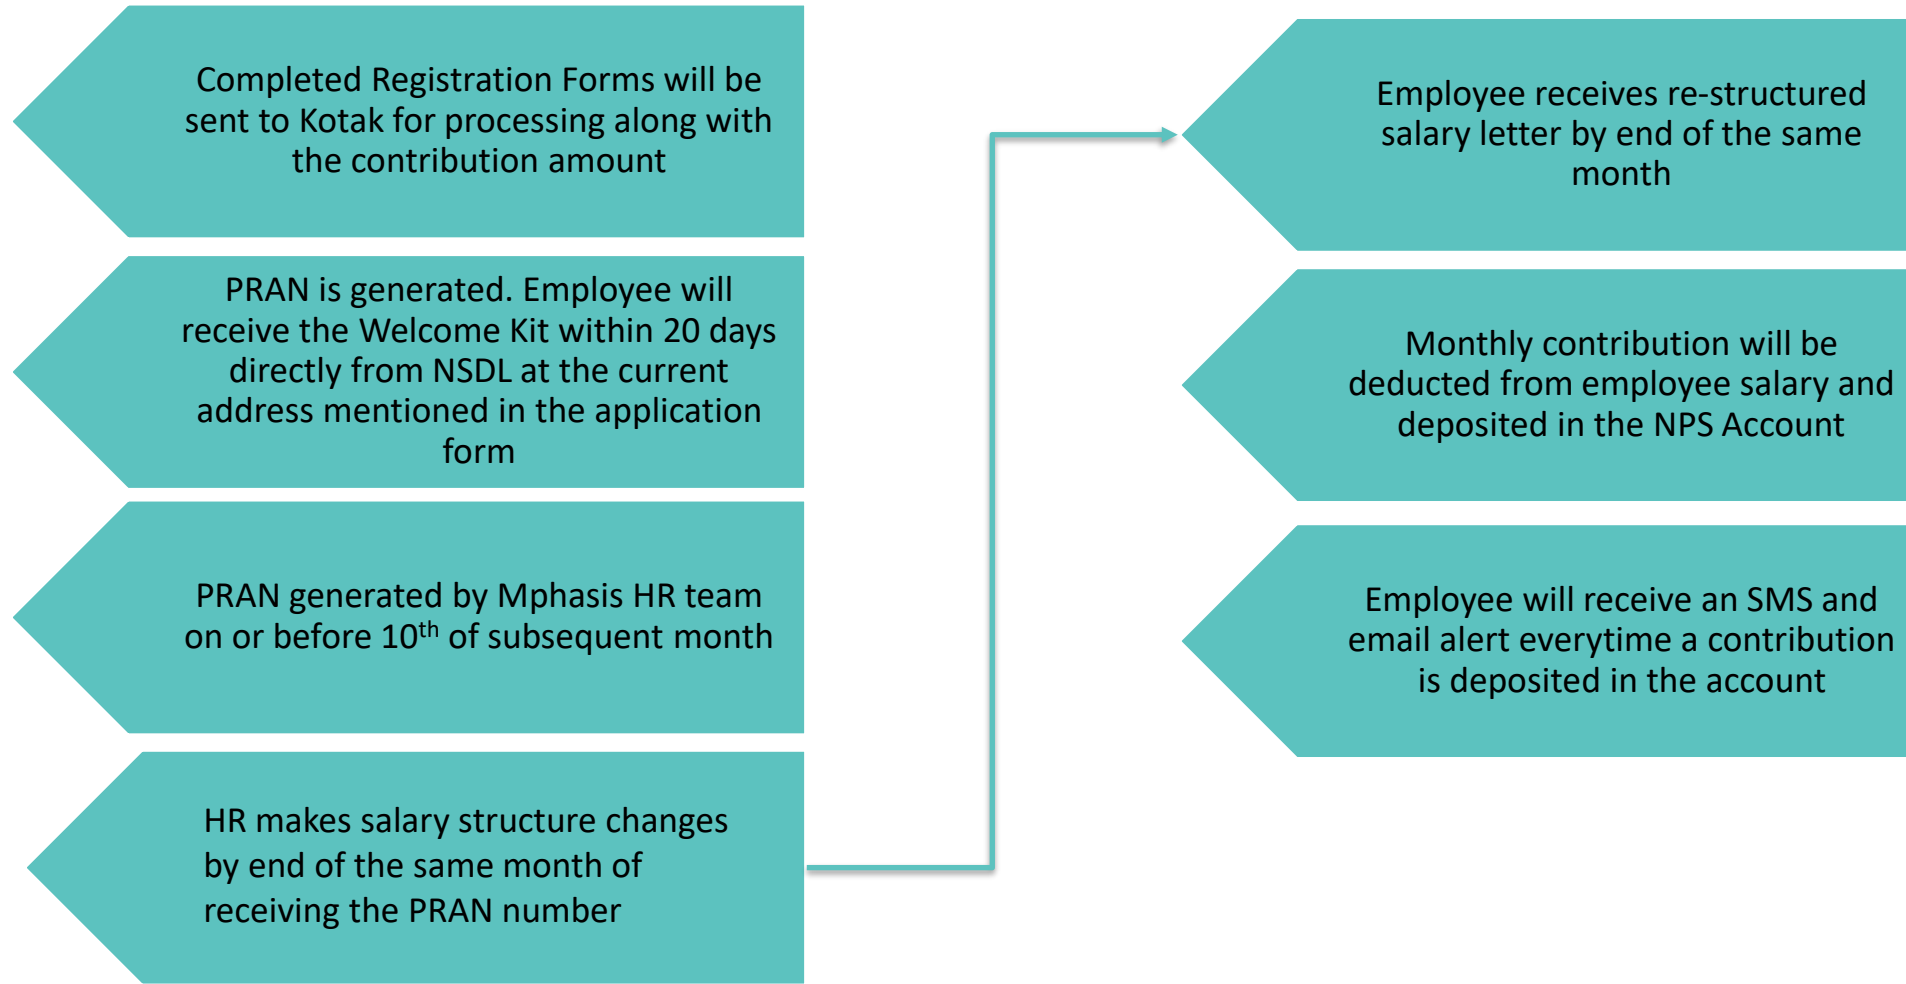 Completed Registration Forms will be
sent to Kotak for processing along with
the contribution amount
PRAN is generated. Employee will
receive the Welcome Kit within 20 days
directly from NSDL at the current
address mentioned in the application
form
PRAN generated by Mphasis HR team
on or before 10th of subsequent month
HR makes salary structure changes
by end of the same month of
receiving the PRAN number
Employee receives re-structured
salary letter by end of the same
month
Monthly contribution will be
deducted from employee salary and
deposited in the NPS Account
Employee will receive an SMS and
email alert everytime a contribution
is deposited in the account